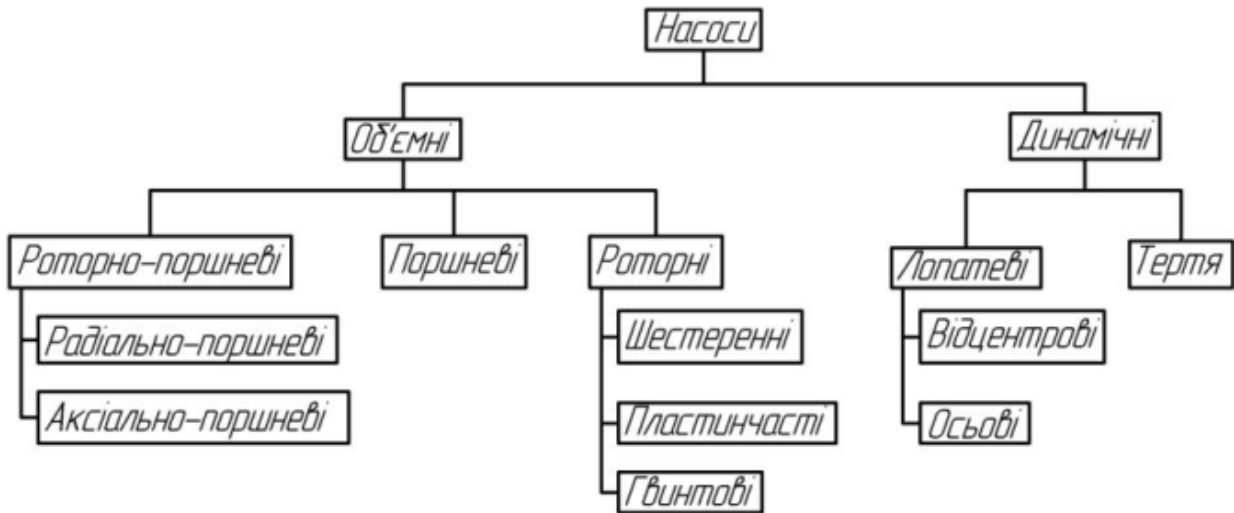 Насоси
Об'ємні
Динамічні
Роторно-поршневі
Поршневі
Роторні
Лопатеві
Тертя
Радіально-поршневі
Шестеренні
Відцентрові
Аксіально-поршневі
Пластинчасті
Осьові
Гвинтові